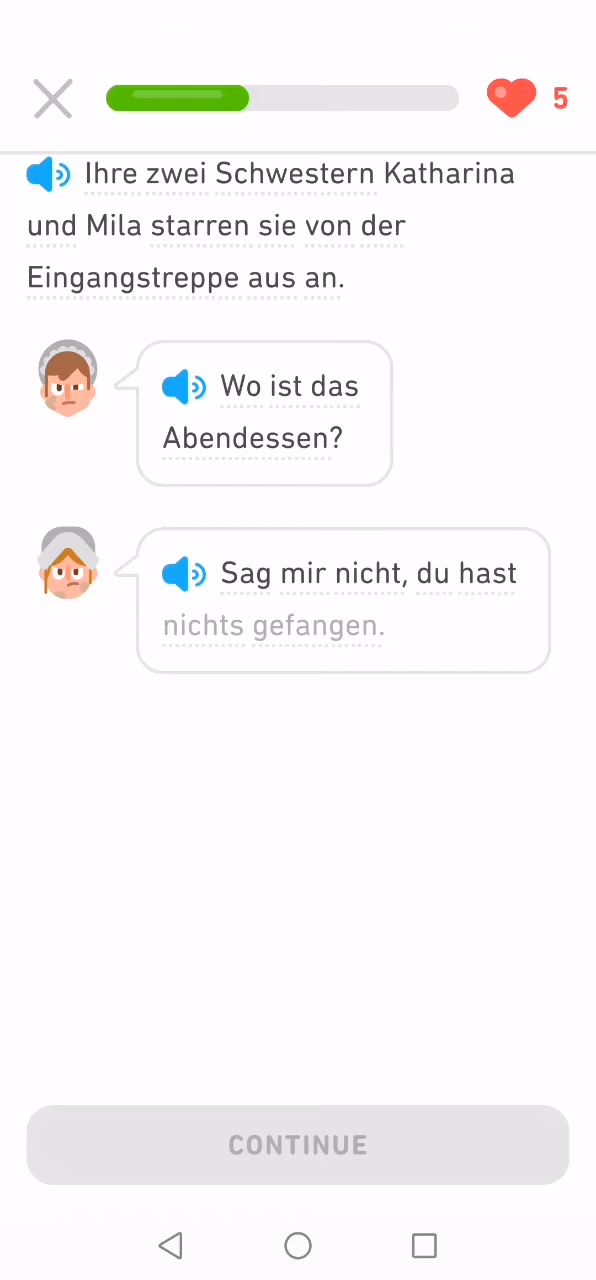 5
Ihre zwei Schwestern Katharina
und Mila starren sie von der
Eingangstreppe aus an.
Wo ist das
Abendessen?
Sag mir nicht, du hast
nichts gefangen.
CONTINUE